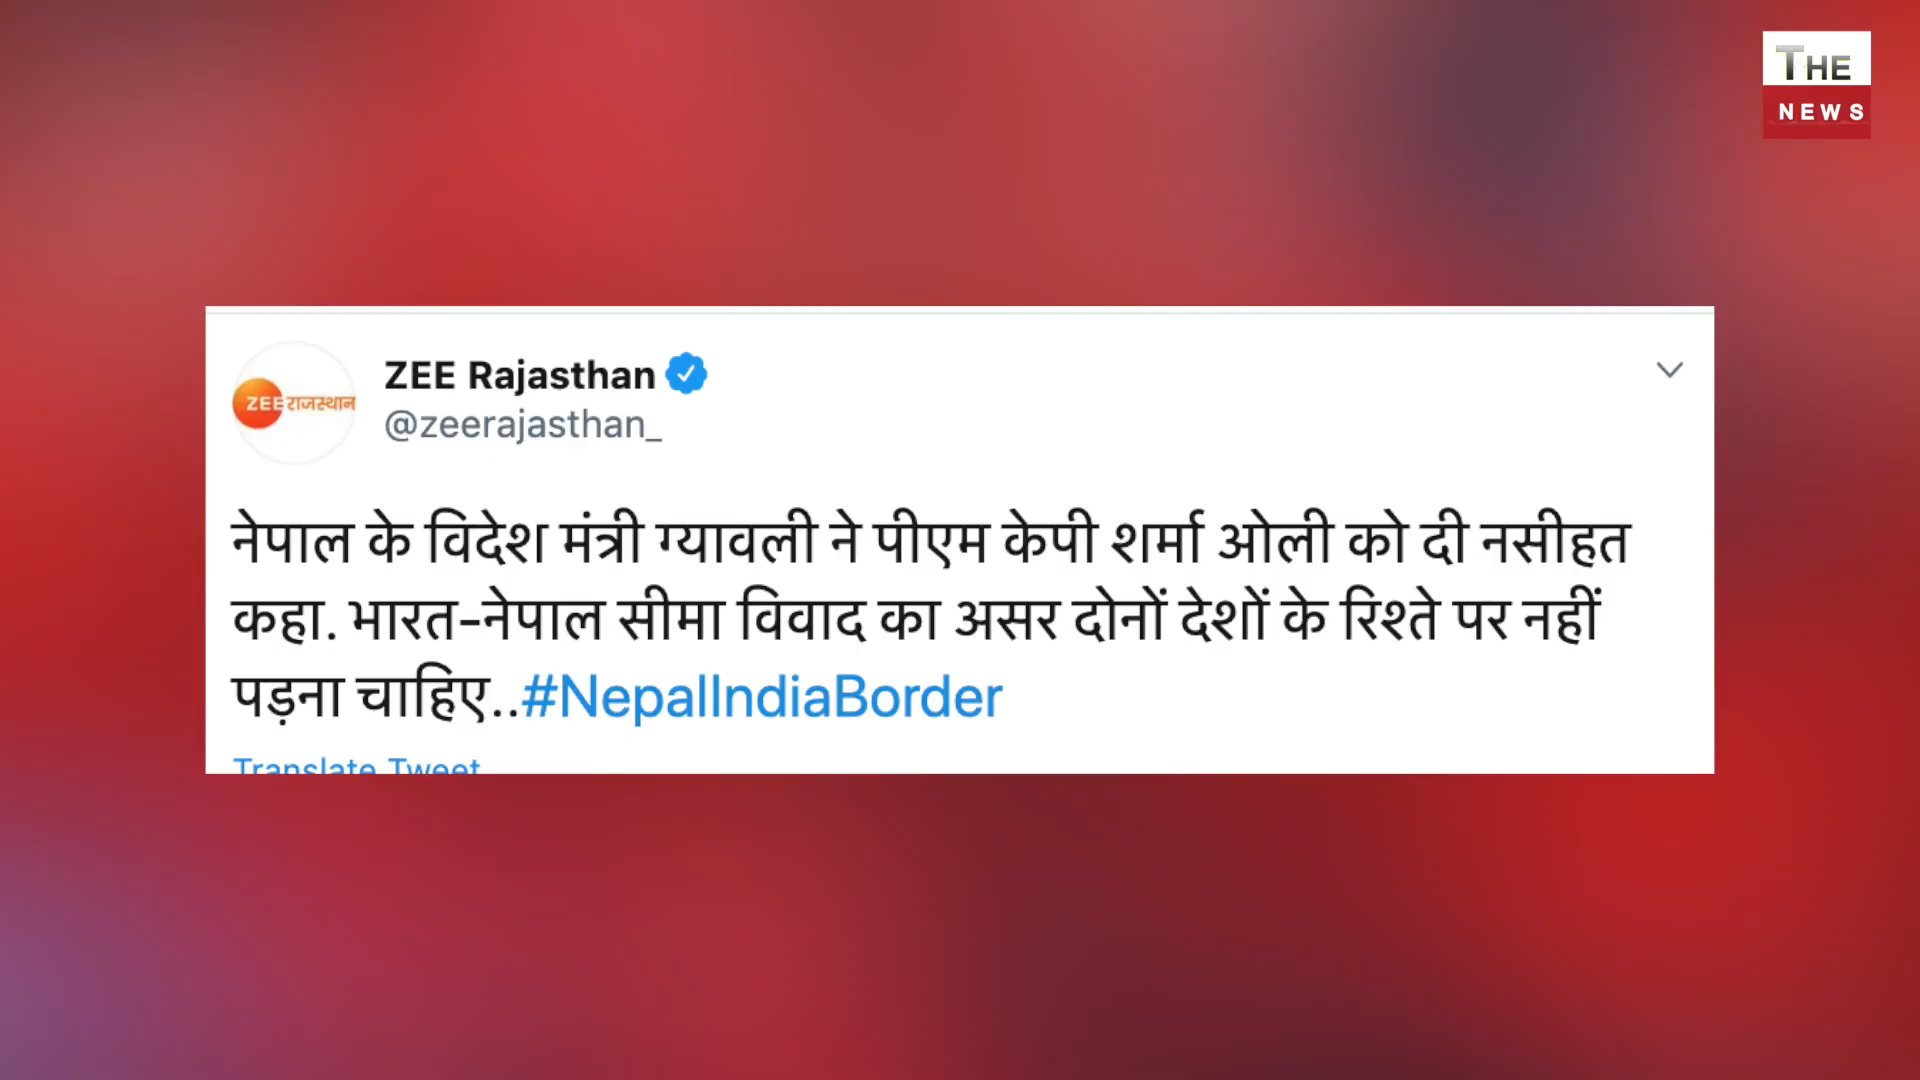 THE
NEWS
ZEE Rajasthan
ZEE राजस्थान
@zeerajasthan_
नेपाल के विदेश मंत्री ग्यावली ने पीएम केपी शर्मा ओली को दी नसीहत
कहा. भारत-नेपाल सीमा विवाद का असर दोनों देशों के रिश्ते पर नहीं
पड़ना चाहिए..#NepalIndiaBorder
Translate Tweet